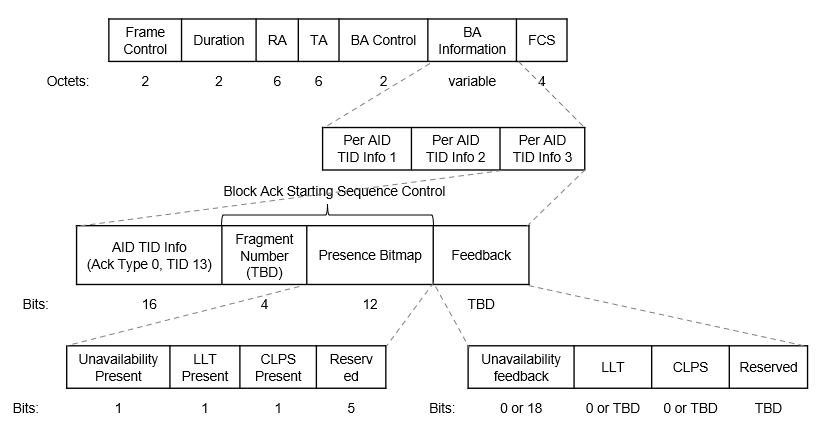 Frame Control Duration RA TA BA Control BA Information FCS
Octets: 2 2 6 6 2 variable 4
Per AID TID Info 1 Per AID TID Info 2 Per AID TID Info 3
Block Ack Starting Sequence Control
AID TID Info (Ack Type 0, TID 13) Fragment Number (TBD) Presence Bitmap Feedback
Bits: 16 4 12 TBD
Unavailability Present LLT Present CLPS Present Reserv ed Unavailability feedback LLT CLPS Reserved
Bits: 1 1 1 5 Bits: 0 or 18 0 or TBD 0 or TBD TBD